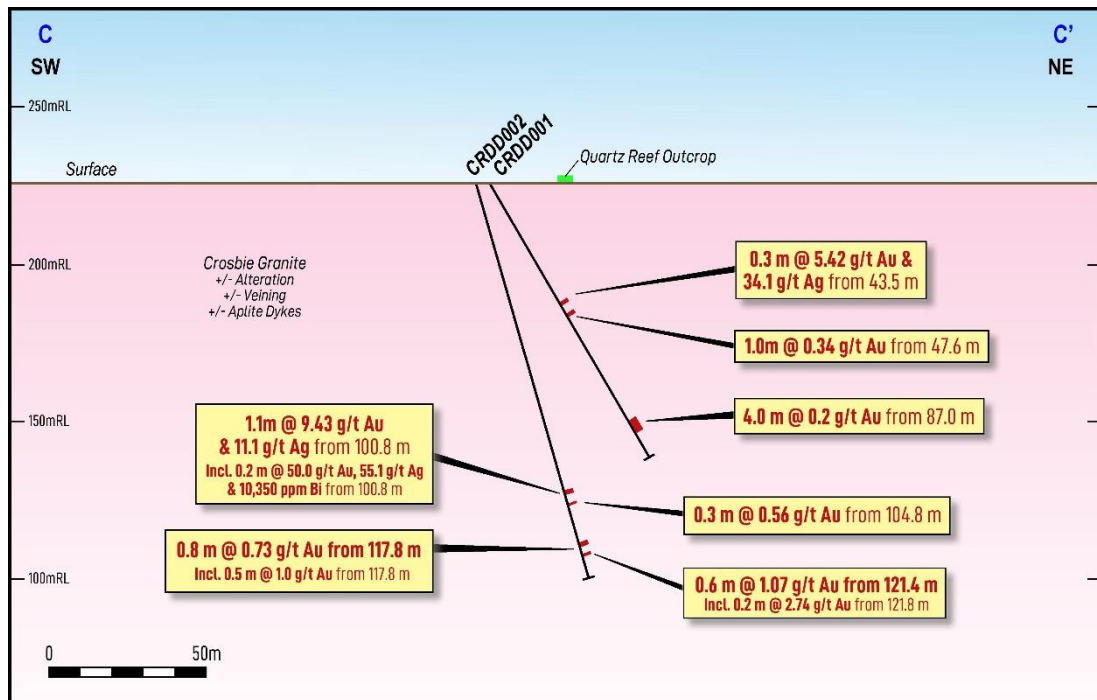 C
SW
C'
NE
250mRL
CRDD002
CRDD001
Quartz Reef Outcrop
Surface
200mRL
Crosbie Granite
+/- Alteration
+/- Veining
+/- Aplite Dykes
0.3 m @ 5.42 g/t Au &
34.1 g/t Ag from 43.5 m
1.0m @ 0.34 g/t Au from 47.6 m
150mRL
4.0 m @ 0.2 g/t Au from 87.0 m
1.1m @ 9.43 g/t Au
& 11.1 g/t Ag from 100.8 m
Incl. 0.2 m @ 50.0 g/t Au, 55.1 g/t Ag
& 10,350 ppm Bi from 100.8 m
0.3 m @ 0.56 g/t Au from 104.8 m
0.8 m @ 0.73 g/t Au from 117.8 m
Incl. 0.5 m @ 1.0 g/t Au from 117.8 m
100mRL
0.6 m @ 1.07 g/t Au from 121.4 m
Incl. 0.2 m @ 2.74 g/t Au from 121.8 m
0
50m